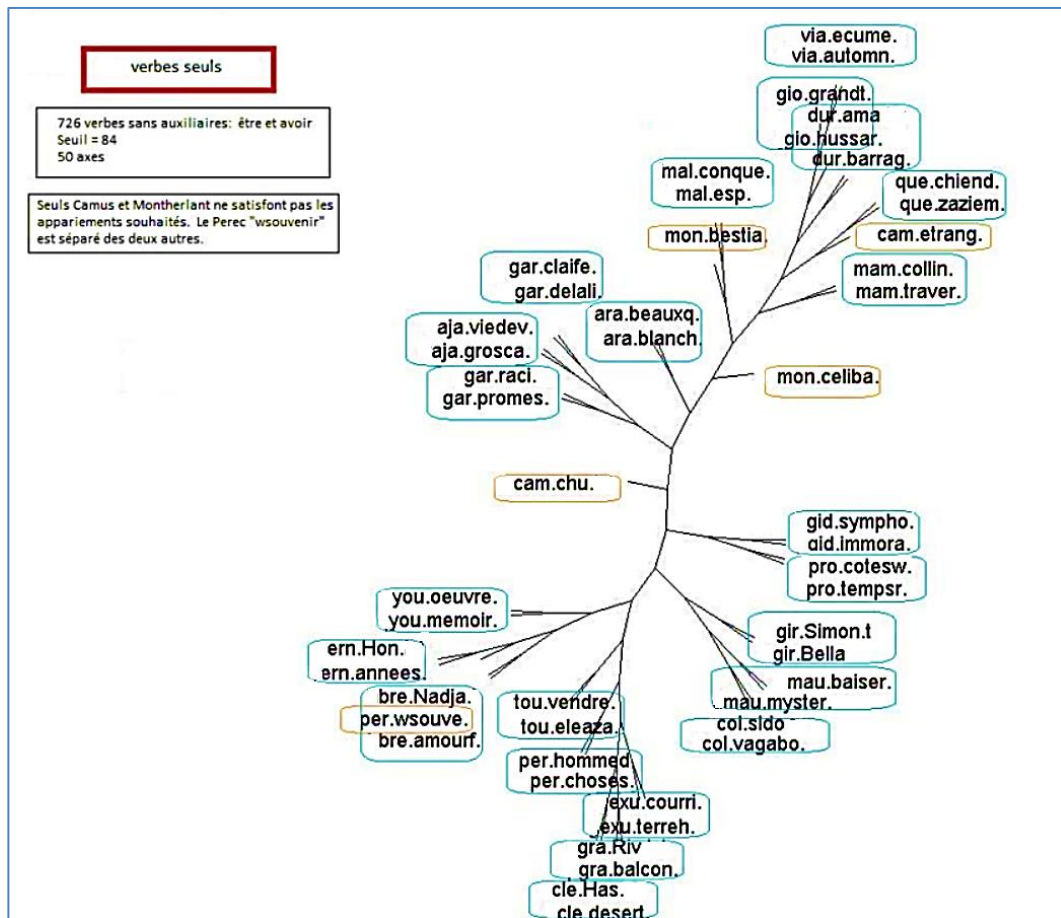 verbes seuls
726 verbes sans auxiliaires: être et avoir
Seuil = 84
50 axes
Seuls Camus et Montherlant ne satisfont pas les
appariements souhaités. Le Perec "wsouvenir"
est séparé des deux autres.
via.ecume.
via.automn.
gio.grandt.
dur.ama
gio.hussar.
dur.barrag.
mal.conque.
mal.esp.
que.chiend.
que.zaziem.
mon.bestia.
cam.etrang.
gar.claife.
gar.delali.
mam.collin.
mam.traver.
ara.beauxq.
ara.blanch.
aja.viedev.
aja.grosca.
gar.raci.
gar.promes.
mon.celiba.
cam.chu.
gid.sympho.
gid.immora.
pro.cotesw.
pro.tempsr.
you.oeuvre.
you.memoir.
gir.Simon.t
gir.Bella
ern.Hon.
ern.annees.
mau.baiser.
mau.myster.
bre.Nadja.
per.wsouve.
bre.amourf.
tou.vendre.
tou.eleaza.
col.sido
col.vagabo.
per.hommed
per.choses.
exu.courri.
exu.terreh.
gra.Riv
gra.balcon.
cle.Has.
cle.desert.